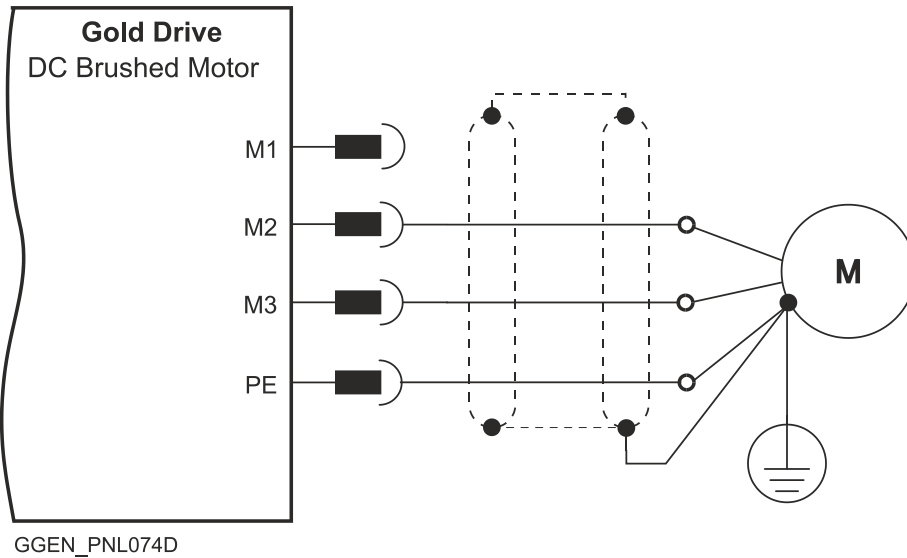 Gold Drive
DC Brushed Motor
M1
M2
M3
PE
M
GGEN_PNL074D